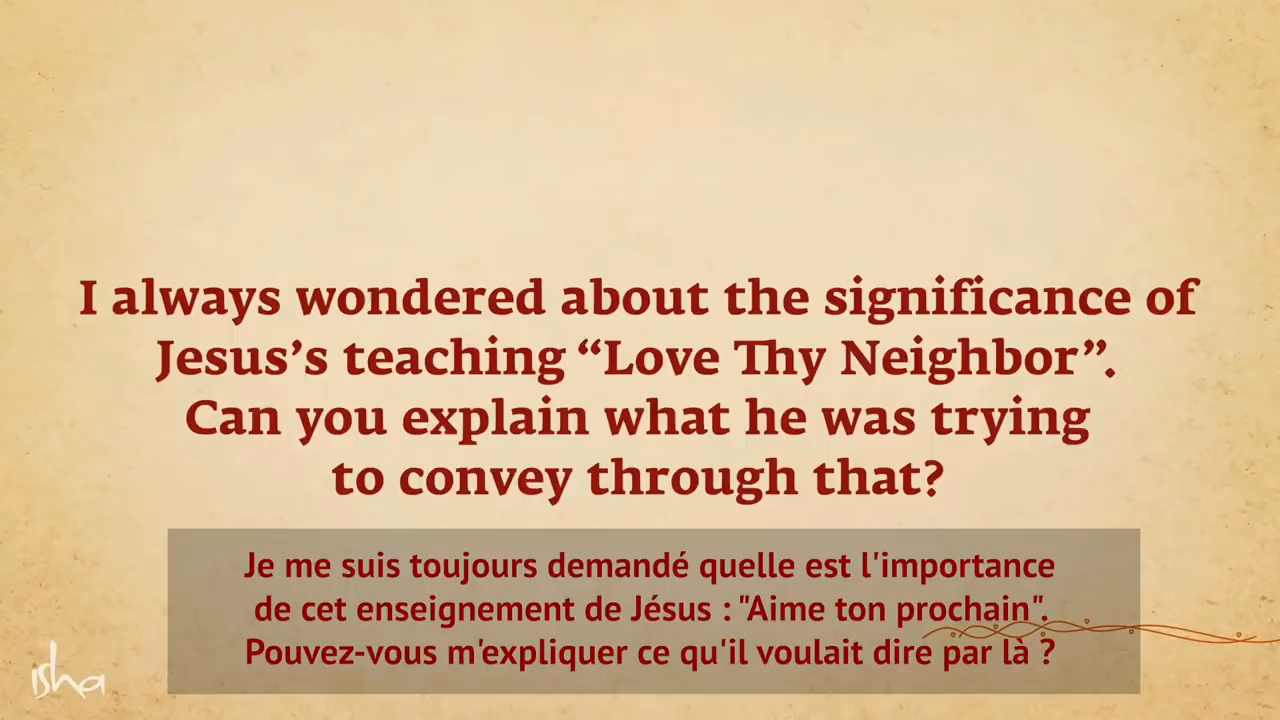 I always wondered about the significance of
Jesus’s teaching “Love Thy Neighbor”.
Can you explain what he was trying
to convey through that?
Je me suis toujours demandé quelle est l'importance
de cet enseignement de Jésus : "Aime ton prochain".
Pouvez-vous m'expliquer ce qu'il voulait dire par là ?
isha